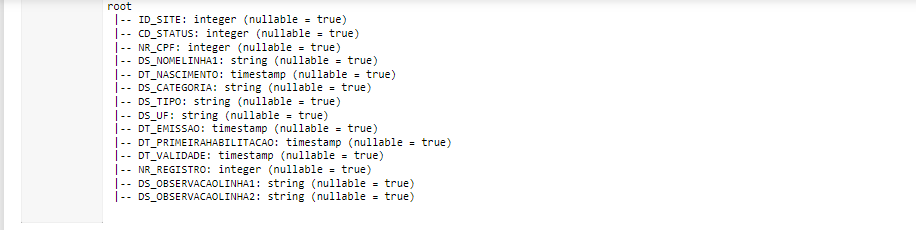 root
 |-- ID_SITE: integer (nullable = true)
 |-- CD_STATUS: integer (nullable = true)
 |-- NR_CPF: integer (nullable = true)
 |-- DS_NOMELINHA1: string (nullable = true)
 |-- DT_NASCIMENTO: timestamp (nullable = true)
 |-- DS_CATEGORIA: string (nullable = true)
 |-- DS_TIPO: string (nullable = true)
 |-- DS_UF: string (nullable = true)
 |-- DT_EMISSAO: timestamp (nullable = true)
 |-- DT_PRIMEIRAHABILITACAO: timestamp (nullable = true)
 |-- DT_VALIDADE: timestamp (nullable = true)
 |-- NR_REGISTRO: integer (nullable = true)
 |-- DS_OBSERVACAOLINHA1: string (nullable = true)
 |-- DS_OBSERVACAOLINHA2: string (nullable = true)